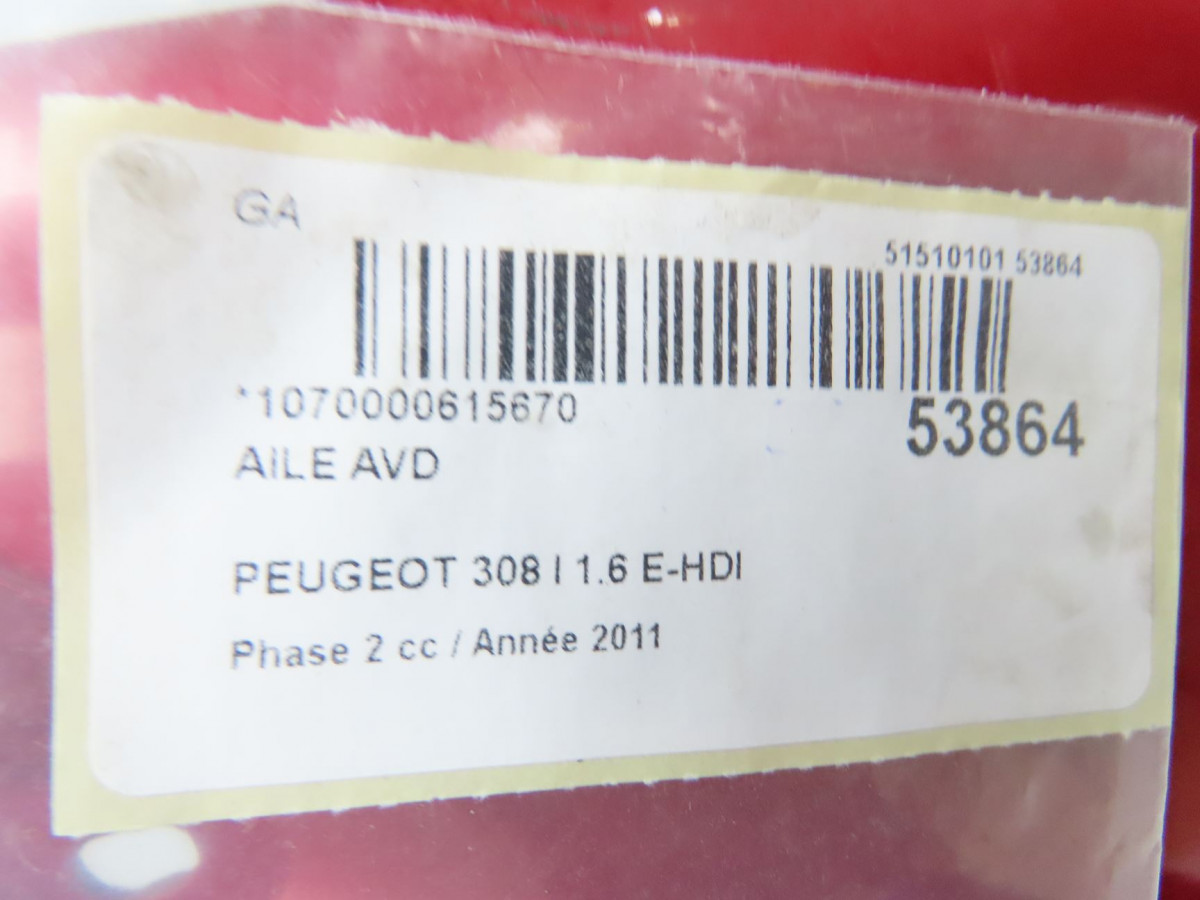 GA
51510101 53864
*1070000615670
53864
AILE AVD
PEUGEOT 308 I 1.6 E-HDI
Phase 2 cc / Année 2011